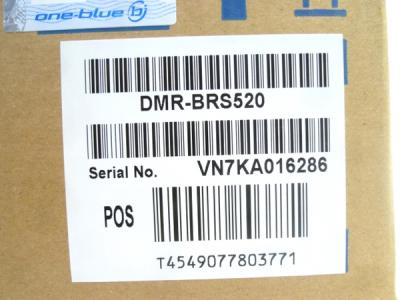 one-blue
DMR-BRS520
Serial No. VN7KA016286
POS
T4549077803771